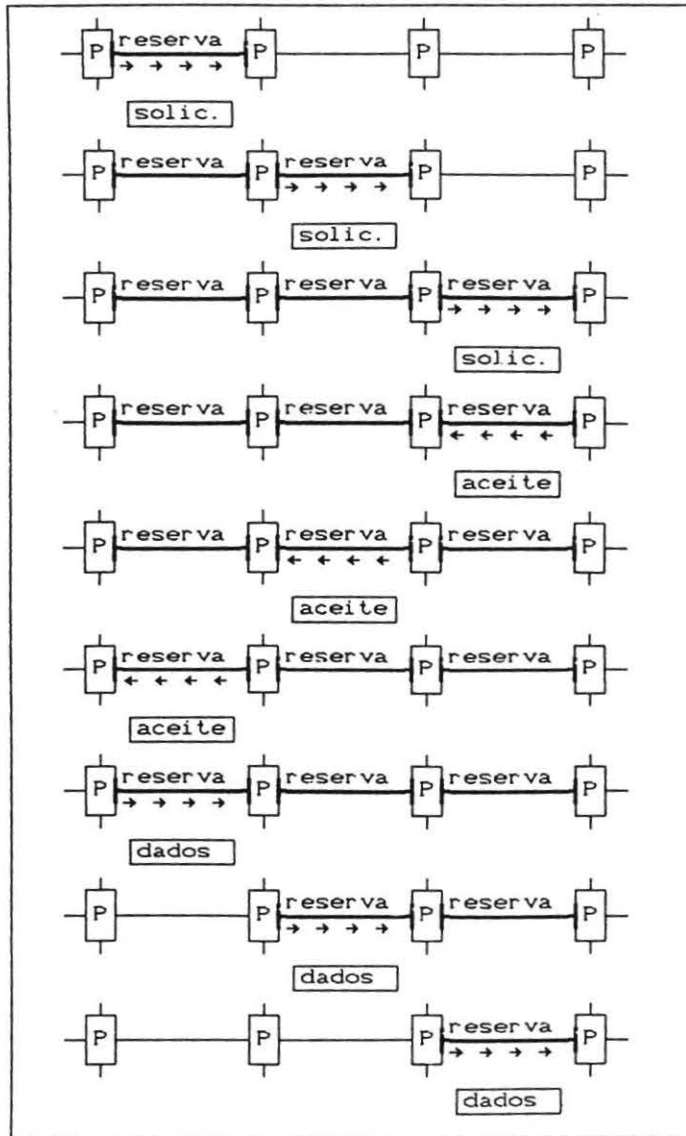 P reserva P P P
solic.
P reserva P reserva P P
solic.
P reserva P reserva P reserva P
solic.
P reserva P reserva P reserva P
aceite
P reserva P reserva P reserva P
aceite
P reserva P reserva P reserva P
aceite
P reserva P reserva P reserva P
dados
P P reserva P reserva P
dados
P P P reserva P
dados